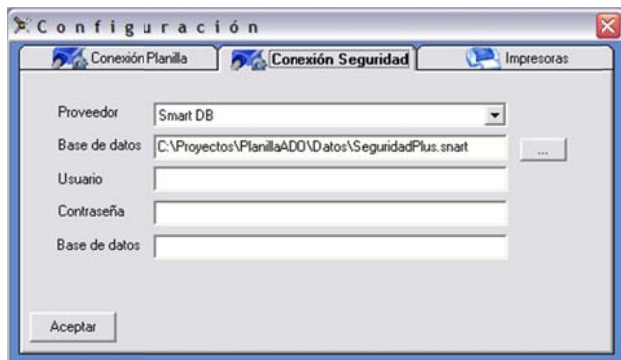 Configuración
Conexión Planilla
Conexión Seguridad
Impresoras
Proveedor
Smart DB
Base de datos
C:\Proyectos\PlanillaADO\Datos\SeguridadPlus.snart
...
Usuario
Contraseña
Base de datos
Aceptar